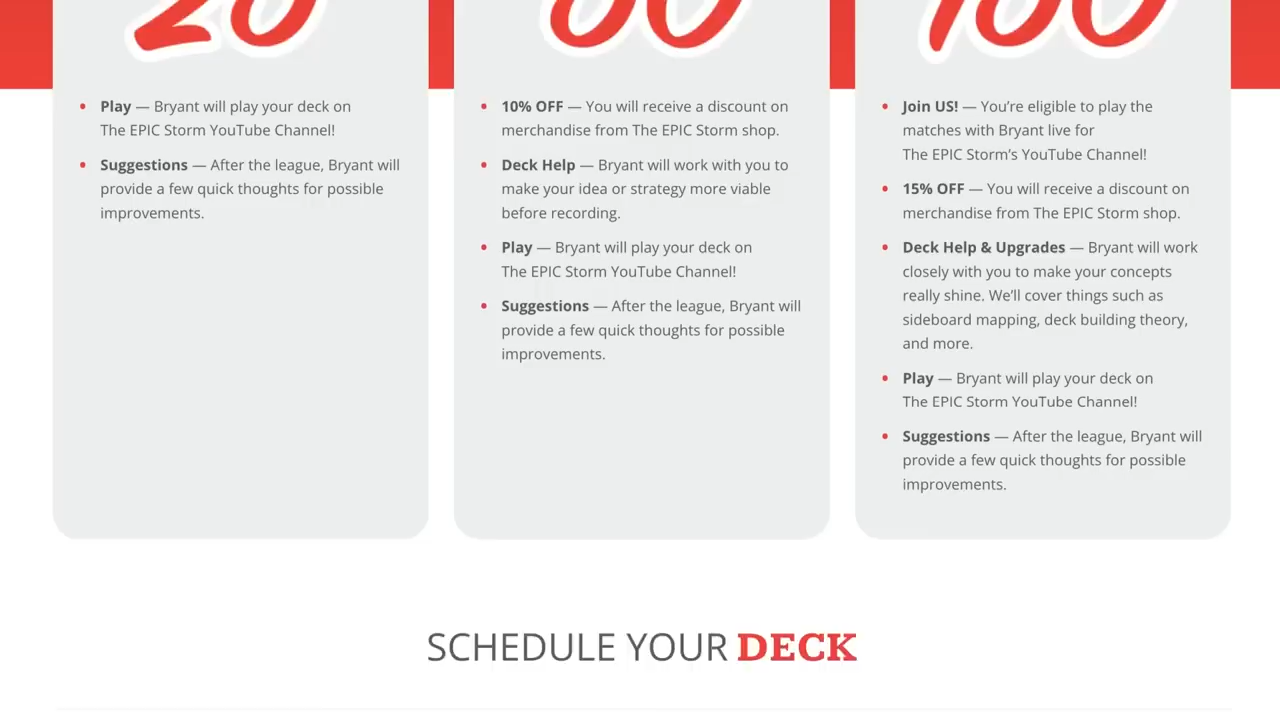 • Play — Bryant will play your deck on
The EPIC Storm YouTube Channel!
• Suggestions — After the league, Bryant will
provide a few quick thoughts for possible
improvements.
• 10% OFF — You will receive a discount on
merchandise from The EPIC Storm shop.
• Deck Help — Bryant will work with you to
make your idea or strategy more viable
before recording.
• Play — Bryant will play your deck on
The EPIC Storm YouTube Channel!
• Suggestions — After the league, Bryant will
provide a few quick thoughts for possible
improvements.
• Join US! — You’re eligible to play the
matches with Bryant live for
The EPIC Storm’s YouTube Channel!
• 15% OFF — You will receive a discount on
merchandise from The EPIC Storm shop.
• Deck Help & Upgrades — Bryant will work
closely with you to make your concepts
really shine. We’ll cover things such as
sideboard mapping, deck building theory,
and more.
• Play — Bryant will play your deck on
The EPIC Storm YouTube Channel!
• Suggestions — After the league, Bryant will
provide a few quick thoughts for possible
improvements.
SCHEDULE YOUR DECK